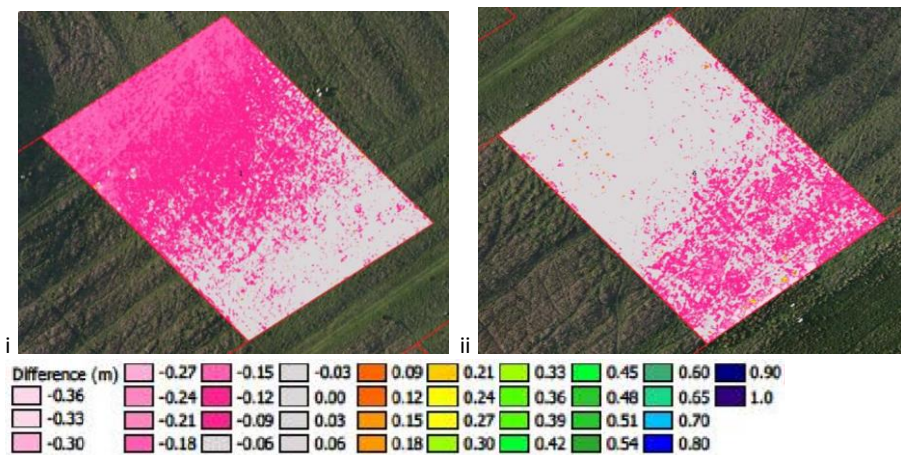 i ii
Difference (m) -0.27 -0.15 -0.03 0.09 0.21 0.33 0.45 0.60 0.90
-0.36 -0.24 -0.12 0.00 0.12 0.24 0.36 0.48 0.65 1.0
-0.33 -0.21 -0.09 0.03 0.15 0.27 0.39 0.51 0.70
-0.30 -0.18 -0.06 0.06 0.18 0.30 0.42 0.54 0.80